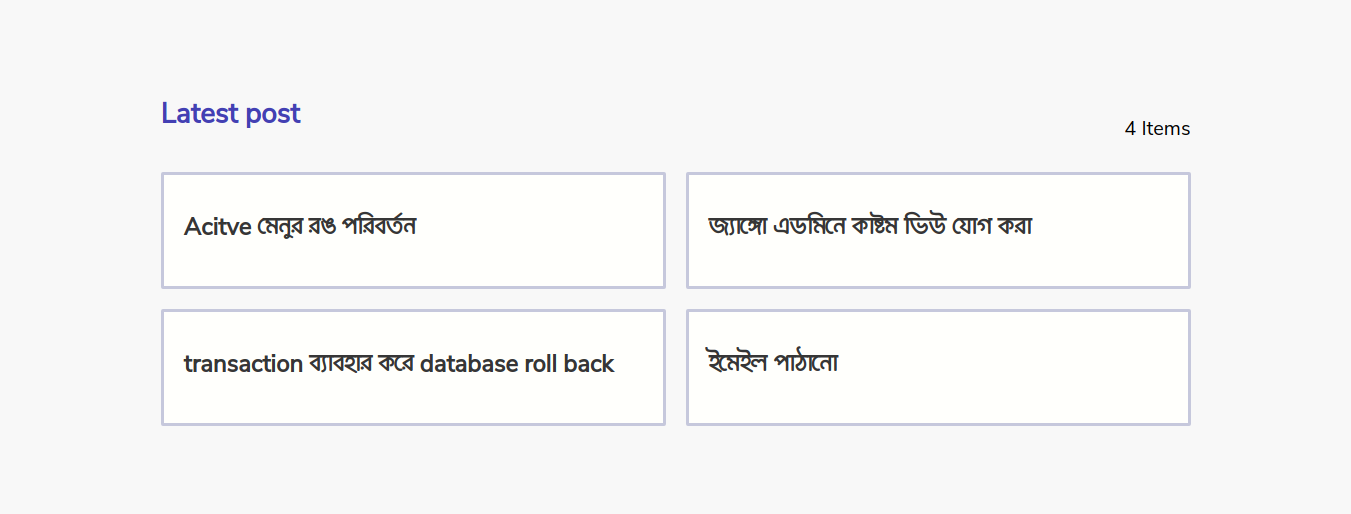 Latest post
4 Items
Acitve মেনুর রঙ পরিবর্তন
জ্যাঙ্গো এডমিনে কাষ্টম ভিউ যোগ করা
transaction ব্যাবহার করে database roll back
ইমেইল পাঠানো